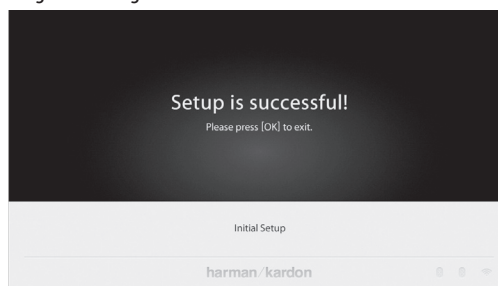 Setup is successful!
Please press [OK] to exit.
Initial Setup
harman/kardon